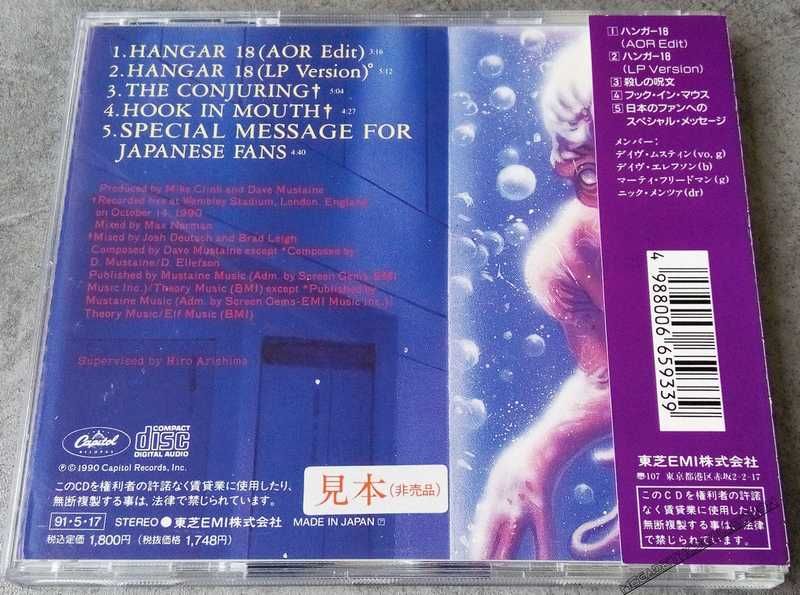 1.HANGAR 18(AOR Edit) 3:16
2.HANGAR 18(LP Version)° 5:12
3.THE CONJURING† 5:04
4.HOOK IN MOUTH† 4:27
5.SPECIAL MESSAGE FOR
JAPANESE FANS 4:40
Produced by Mike Clink and Dave Mustaine
†Recorded live at Wembley Stadium, London, England
on October 14, 1990
Mixed by Max Norman
†Mixed by Josh Deutsch and Brad Leigh
Composed by Dave Mustaine except *Composed by
D. Mustaine/D. Ellefson
Published by Mustaine Music (Adm. by Screen Gems-EMI
Music Inc.)/Theory Music (BMI) except *Published by
Mustaine Music (Adm. by Screen Gems-EMI Music Inc.)/
Theory Music/Elf Music (BMI)
Supervised by Hiro Arishima
Capitol
RECORDS
COMPACT
disc
DIGITAL AUDIO
Ⓟ©1990 Capitol Records, Inc.
このCDを権利者の許諾なく賃貸業に使用したり、
無断複製する事は、法律で禁じられています。
見本(非売品)
91・5・17 STEREO●東芝EMI株式会社 MADE IN JAPAN
税込定価 1,800円 (税抜価格 1,748円)
1 ハンガー18
(AOR Edit)
2 ハンガー18
(LP Version)
3 殺しの呪文
4 フック・イン・マウス
5 日本のファンへの
スペシャル・メッセージ
メンバー:
デイヴ・ムステイン(vo, g)
デイヴ・エレフソン(b)
マーティ・フリードマン(g)
ニック・メンツァ(dr)
4 988006 659339
東芝EMI株式会社
〒107 東京都港区赤坂2-2-17
このCDを権利者の許諾
なく賃貸業に使用したり、
無断複製する事は、法律
で禁じられています。